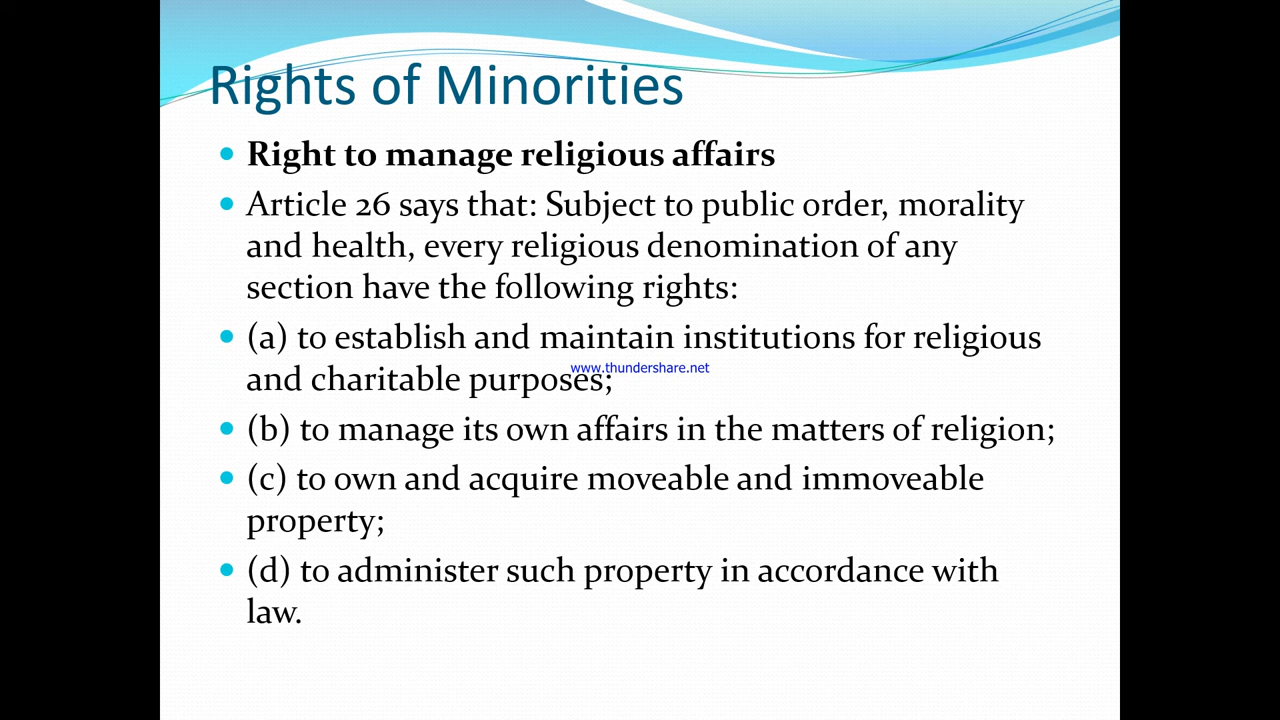 Rights of Minorities
Right to manage religious affairs
Article 26 says that: Subject to public order, morality
and health, every religious denomination of any
section have the following rights:
(a) to establish and maintain institutions for religious
www.thundershare.net
and charitable purposes;
(b) to manage its own affairs in the matters of religion;
(c) to own and acquire moveable and immoveable
property;
(d) to administer such property in accordance with
law.